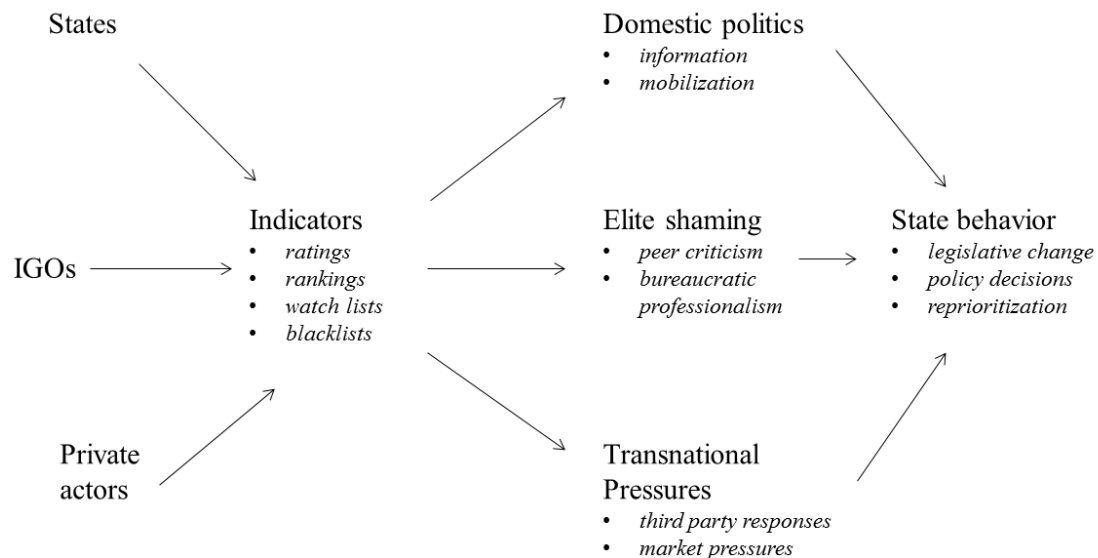 States
Domestic politics
• information
• mobilization
Indicators
• ratings
• rankings
• watch lists
• blacklists
Elite shaming
• peer criticism
• bureaucratic
professionalism
State behavior
• legislative change
• policy decisions
• reprioritization
IGOs
Private
actors
Transnational
Pressures
• third party responses
• market pressures